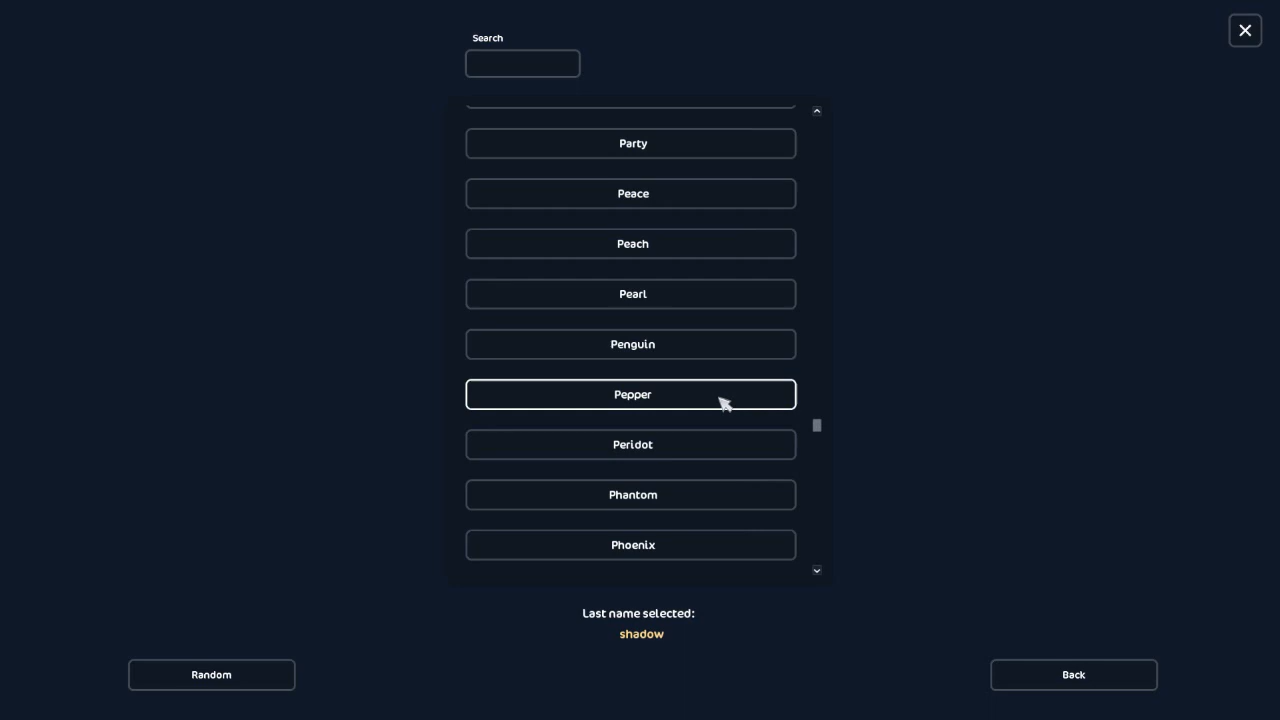 Search
Party
Peace
Peach
Pearl
Penguin
Pepper
Peridot
Phantom
Phoenix
Last name selected:
shadow
Random
Back